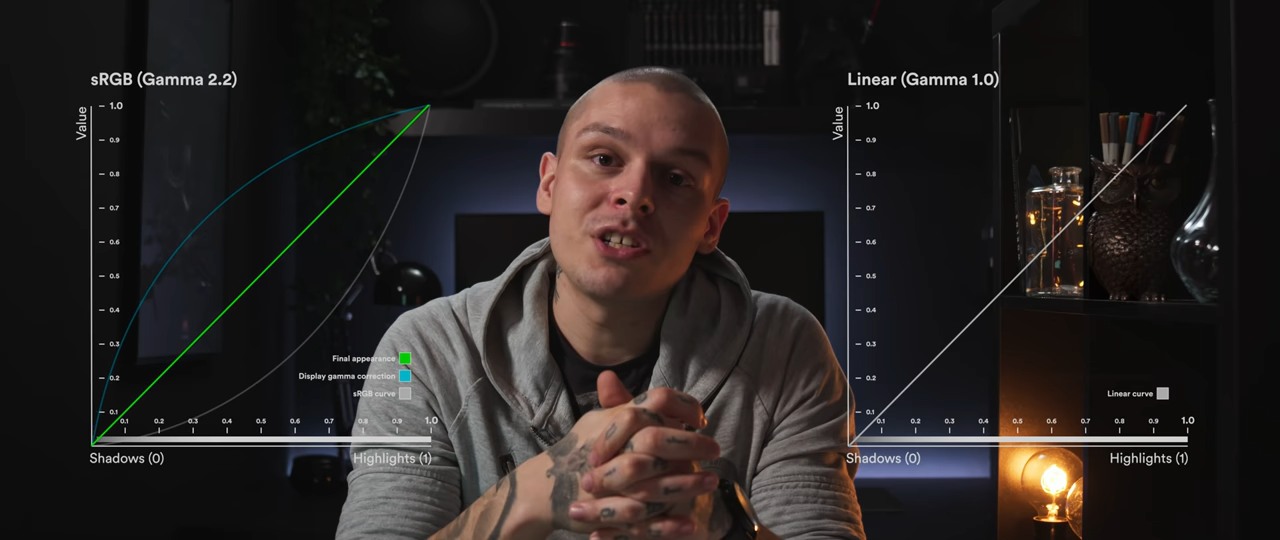 sRGB (Gamma 2.2)
Value
1.0
0.9
0.8
0.7
0.6
0.5
0.4
0.3
0.2
0.1
Final appearance
Display gamma correction
sRGB curve
0.1 0.2 0.3 0.4 0.5 0.6 0.7 0.8 0.9 1.0
Shadows (0) Highlights (1)
Linear (Gamma 1.0)
Value
1.0
0.9
0.8
0.7
0.6
0.5
0.4
0.3
0.2
0.1
Linear curve
0.1 0.2 0.3 0.4 0.5 0.6 0.7 0.8 0.9 1.0
Shadows (0) Highlights (1)